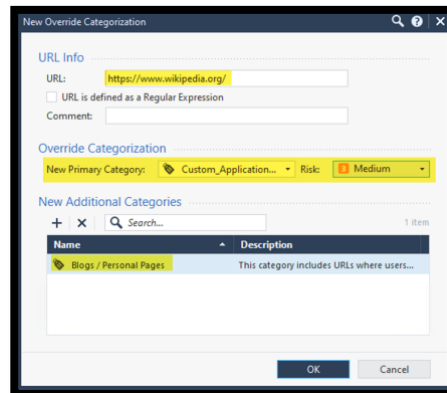 New Override Categorization
URL Info
URL: https://www.wikipedia.org/
URL is defined as a Regular Expression
Comment:
Override Categorization
New Primary Category: Custom_Application... Risk: 3 Medium
New Additional Categories
Search... 1 item
Name Description
Blogs / Personal Pages This category includes URLs where users...
OK Cancel